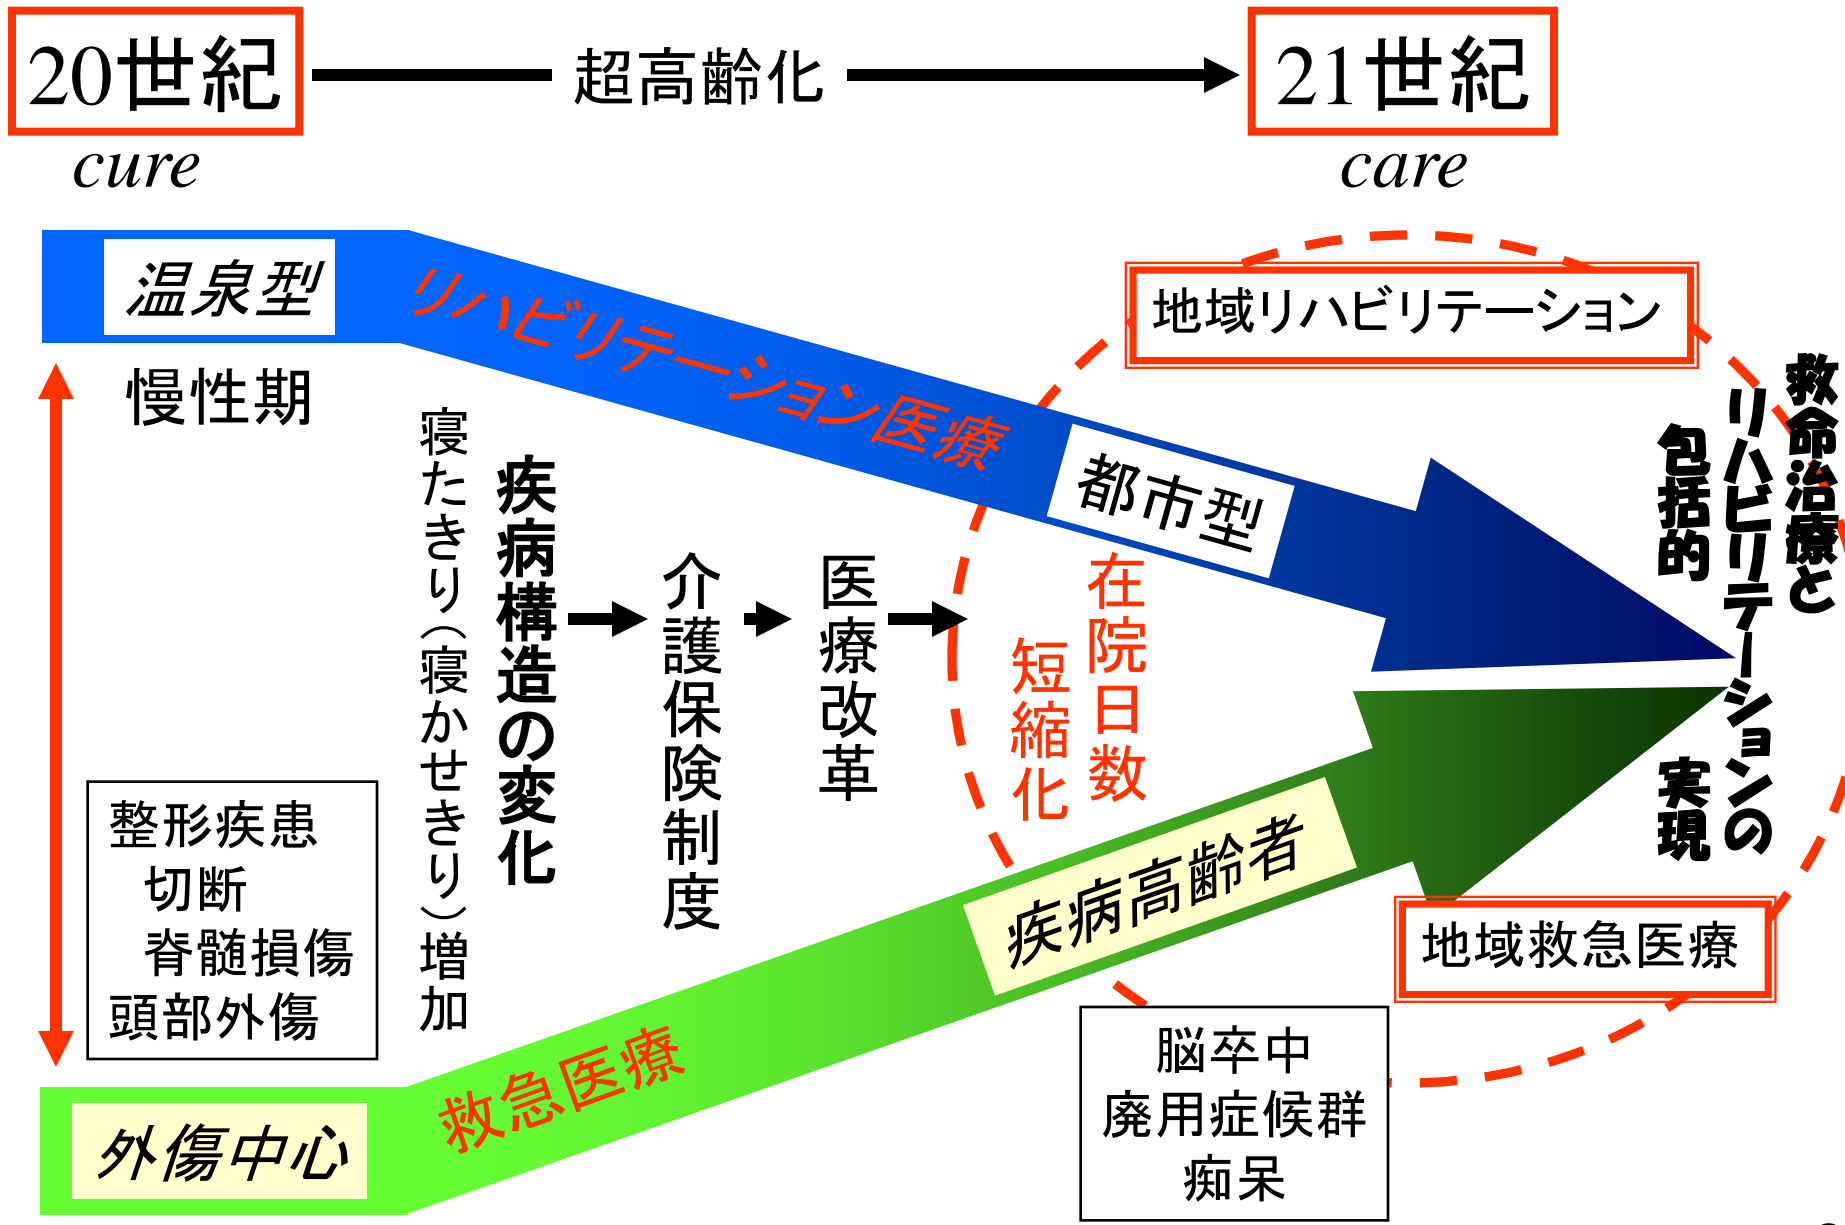 20世紀
超高齢化
21世紀
cure
care
温泉型
リハビリテーション医療
都市型
地域リハビリテーション
慢性期
整形疾患
切断
脊髄損傷
頭部外傷
寝たきり（寝かせきり）増加
疾病構造の変化
介護保険制度
医療改革
在院日数
短縮化
救命治療と
リハビリテーションの
包括的 実現
外傷中心
救急医療
疾病高齢者
地域救急医療
脳卒中
廃用症候群
痴呆